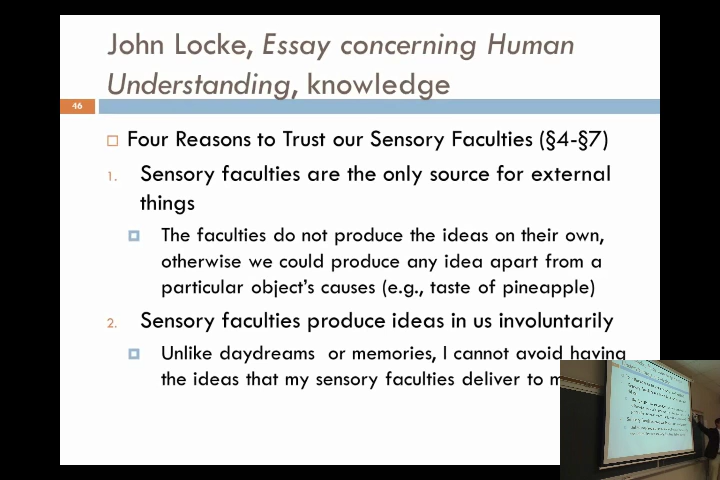 John Locke, Essay concerning Human
Understanding, knowledge
46
Four Reasons to Trust our Sensory Faculties (§4-§7)
1. Sensory faculties are the only source for external
things
The faculties do not produce the ideas on their own,
otherwise we could produce any idea apart from a
particular object's causes (e.g., taste of pineapple)
2. Sensory faculties produce ideas in us involuntarily
Unlike daydreams or memories, I cannot avoid having
the ideas that my sensory faculties deliver to